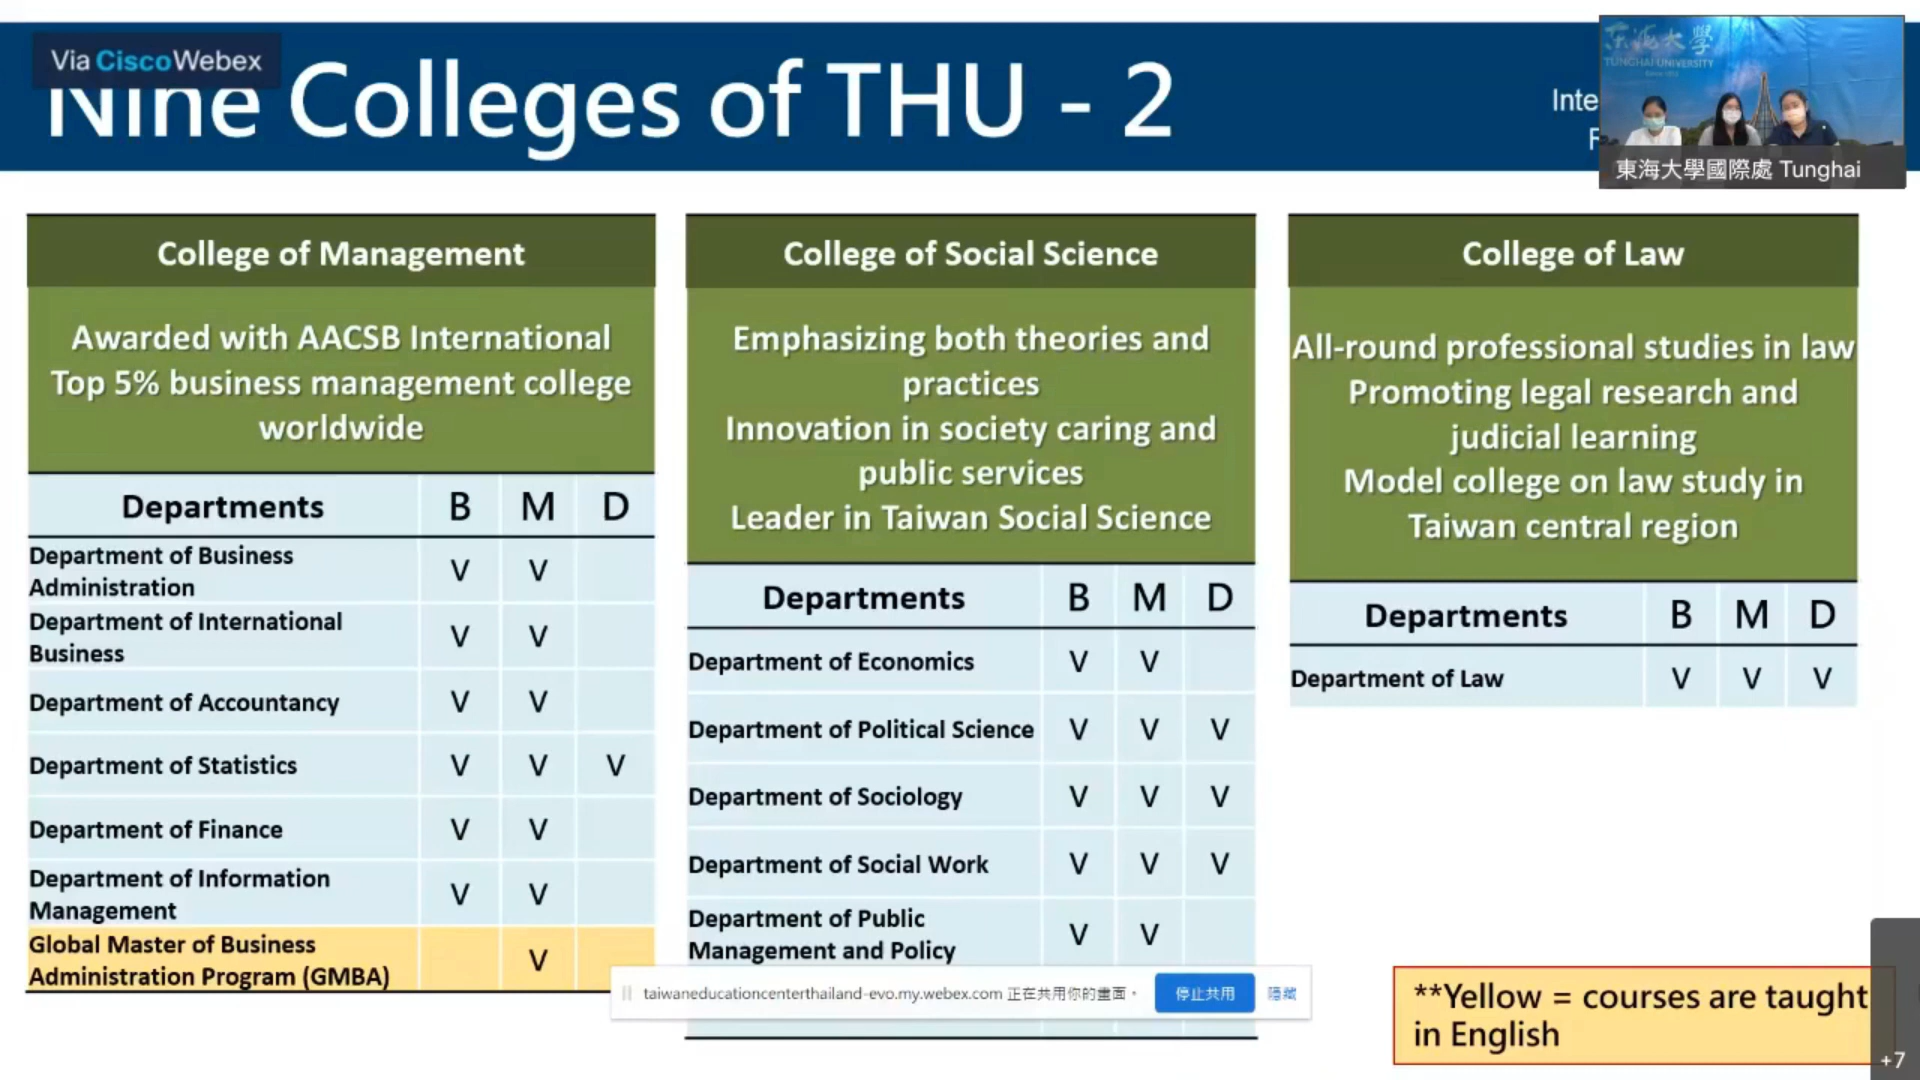 Via CiscoWebex
Nine Colleges of THU - 2
Inte
東海大學
TUNGHAI UNIVERSITY
東海大學國際處 Tunghai
College of Management
Awarded with AACSB International
Top 5% business management college
worldwide
Departments B M D
Department of Business
Administration V V
Department of International
Business V V
Department of Accountancy V V
Department of Statistics V V V
Department of Finance V V
Department of Information
Management V V
Global Master of Business
Administration Program (GMBA) V
College of Social Science
Emphasizing both theories and
practices
Innovation in society caring and
public services
Leader in Taiwan Social Science
Departments B M D
Department of Economics V V
Department of Political Science V V V
Department of Sociology V V V
Department of Social Work V V V
Department of Public
Management and Policy V V
College of Law
All-round professional studies in law
Promoting legal research and
judicial learning
Model college on law study in
Taiwan central region
Departments B M D
Department of Law V V V
taiwaneducationcenterthailand-evo.my.webex.com 正在共用你的畫面。 停止共用 隱藏
**Yellow = courses are taught
in English
+7